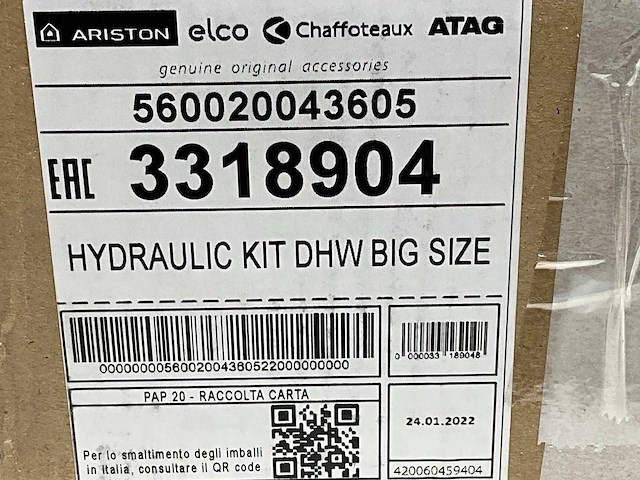 ARISTON elco Chaffoteaux ATAG
genuine original accessories
560020043605
EAC 3318904
HYDRAULIC KIT DHW BIG SIZE
000000005600200438052200000000
0 000033 189048
PAP 20 - RACCOLTA CARTA
Per lo smaltimento degli imballi
in Italia, consultare il QR code
24.01.2022
420060459404